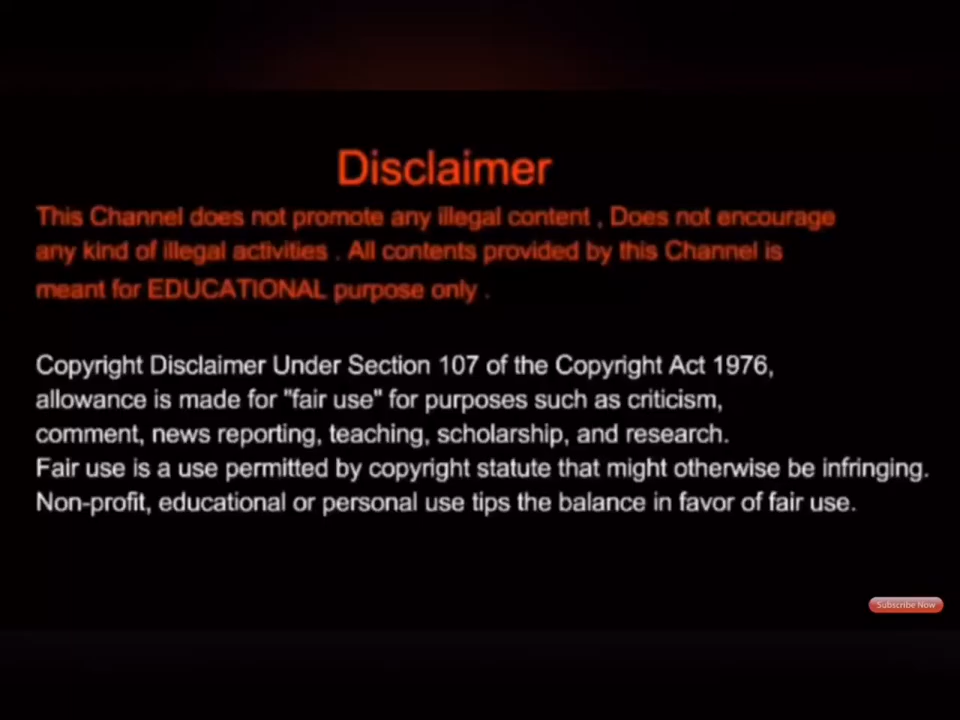 Disclaimer
This Channel does not promote any illegal content , Does not encourage
any kind of illegal activities . All contents provided by this Channel is
meant for EDUCATIONAL purpose only .
Copyright Disclaimer Under Section 107 of the Copyright Act 1976,
allowance is made for "fair use" for purposes such as criticism,
comment, news reporting, teaching, scholarship, and research.
Fair use is a use permitted by copyright statute that might otherwise be infringing.
Non-profit, educational or personal use tips the balance in favor of fair use.
Subscribe Now